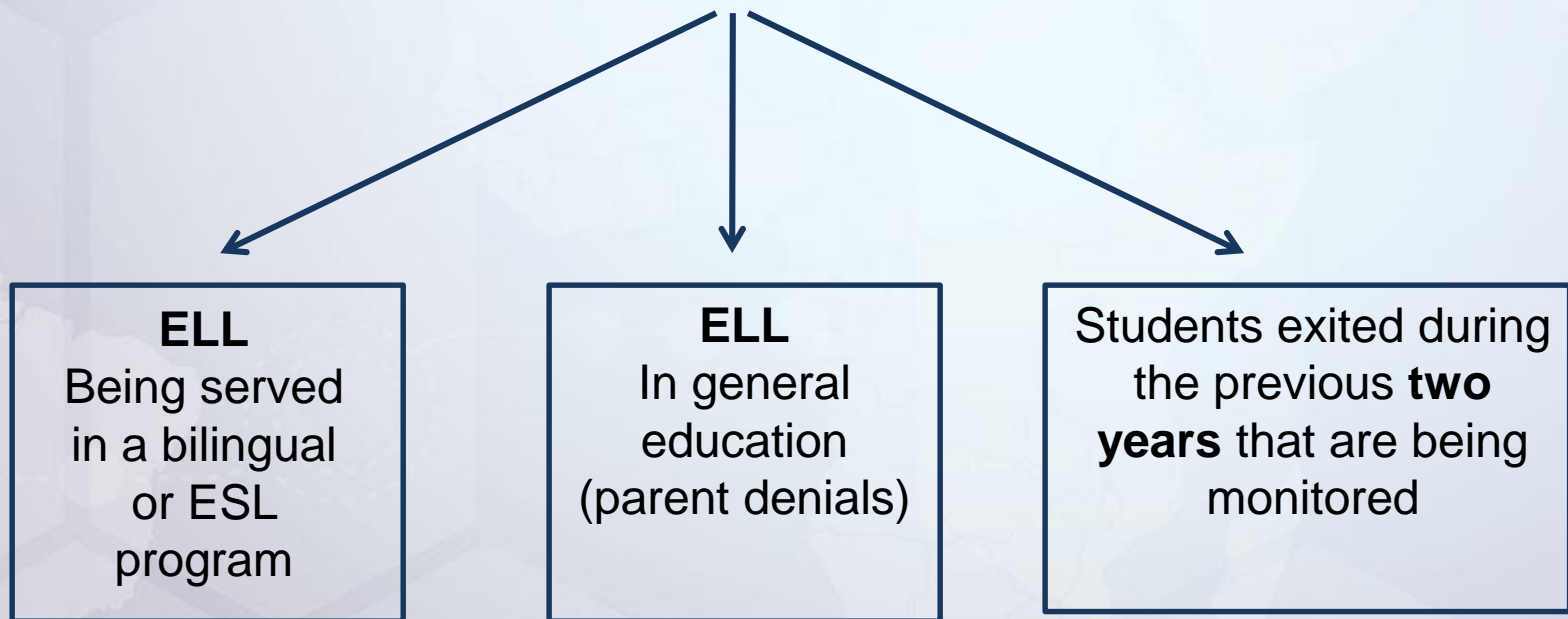 ELL
Being served
in a bilingual
or ESL
program
ELL
In general
education
(parent denials)
Students exited during
the previous two
years that are being
monitored